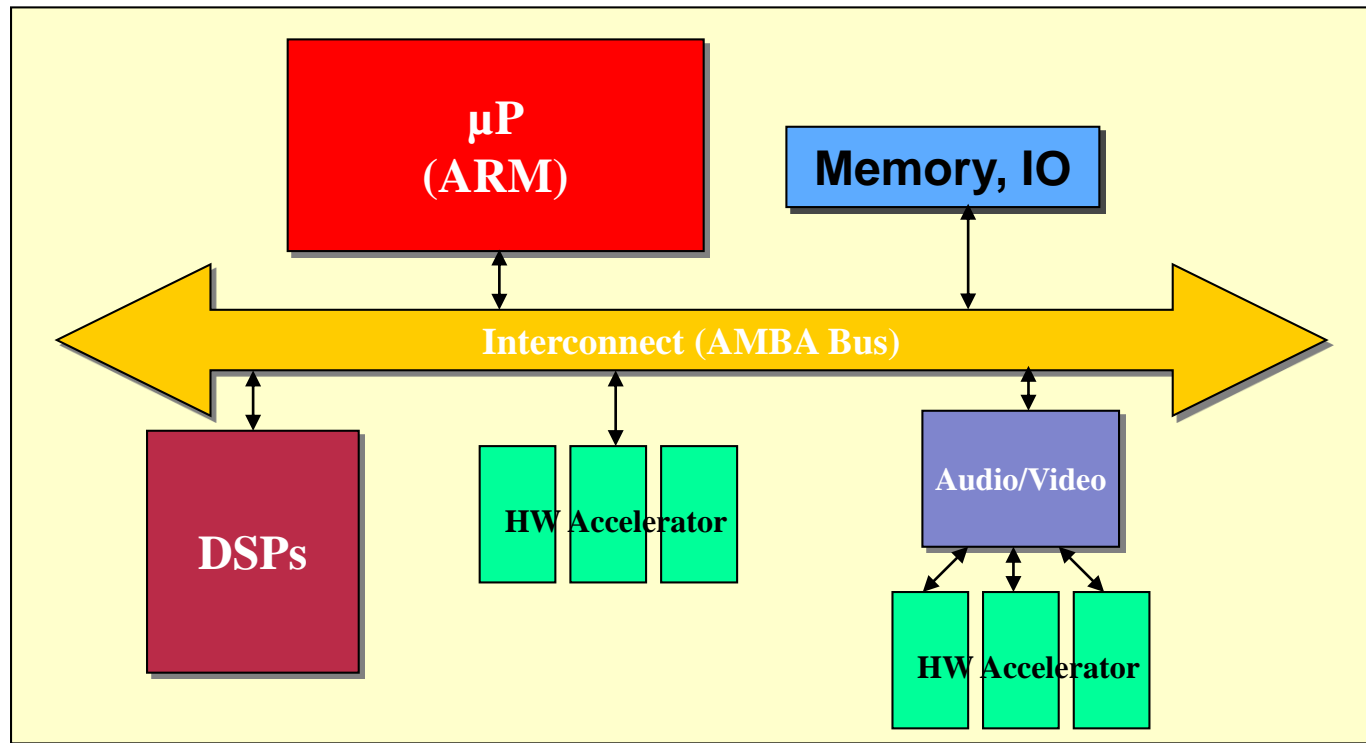 µP
(ARM)
Memory, IO
Interconnect (AMBA Bus)
DSPs
HW Accelerator
Audio/Video
HW Accelerator